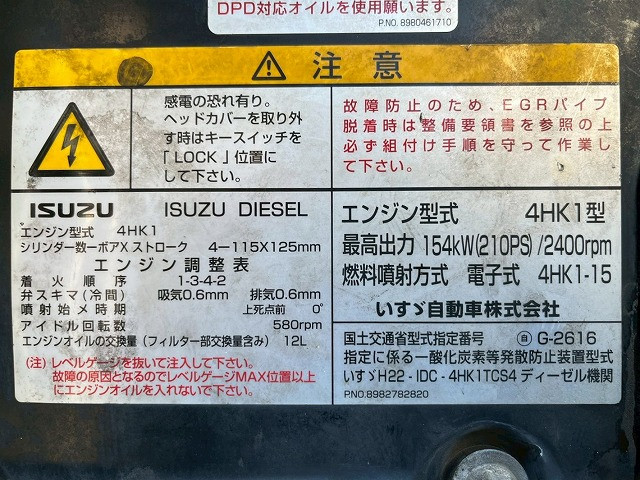 DPD対応オイルを使用願います。
P.NO. 8980461710
注意
感電の恐れ有り。
ヘッドカバーを取り外
す時はキースイッチを
「LOCK」位置に
して下さい。
故障防止のため、EGRパイプ
脱着時は整備要領書を参照の上
必ず組付け手順を守って作業し
て下さい。
ISUZU ISUZU DIESEL
エンジン型式 4HK1
シリンダー数ーボアX ストローク 4-115X125mm
エンジン調整表
着火順序 1-3-4-2
弁スキマ(冷間) 吸気0.6mm 排気0.6mm
噴射始メ時期 上死点前 0°
アイドル回転数 580rpm
エンジンオイルの交換量(フィルター部交換量含み) 12L
(注) レベルゲージを抜いて注入して下さい。
故障の原因となるのでレベルゲージMAX位置以上
にエンジンオイルを入れないで下さい。
エンジン型式 4HK1型
最高出力 154kW(210PS)/2400rpm
燃料噴射方式 電子式 4HK1-15
いすゞ自動車株式会社
国土交通省型式指定番号 自 G-2616
指定に係る一酸化炭素等発散防止装置型式
いすゞH22-IDC-4HK1TCS4 ディーゼル機関
P.NO.8982782820